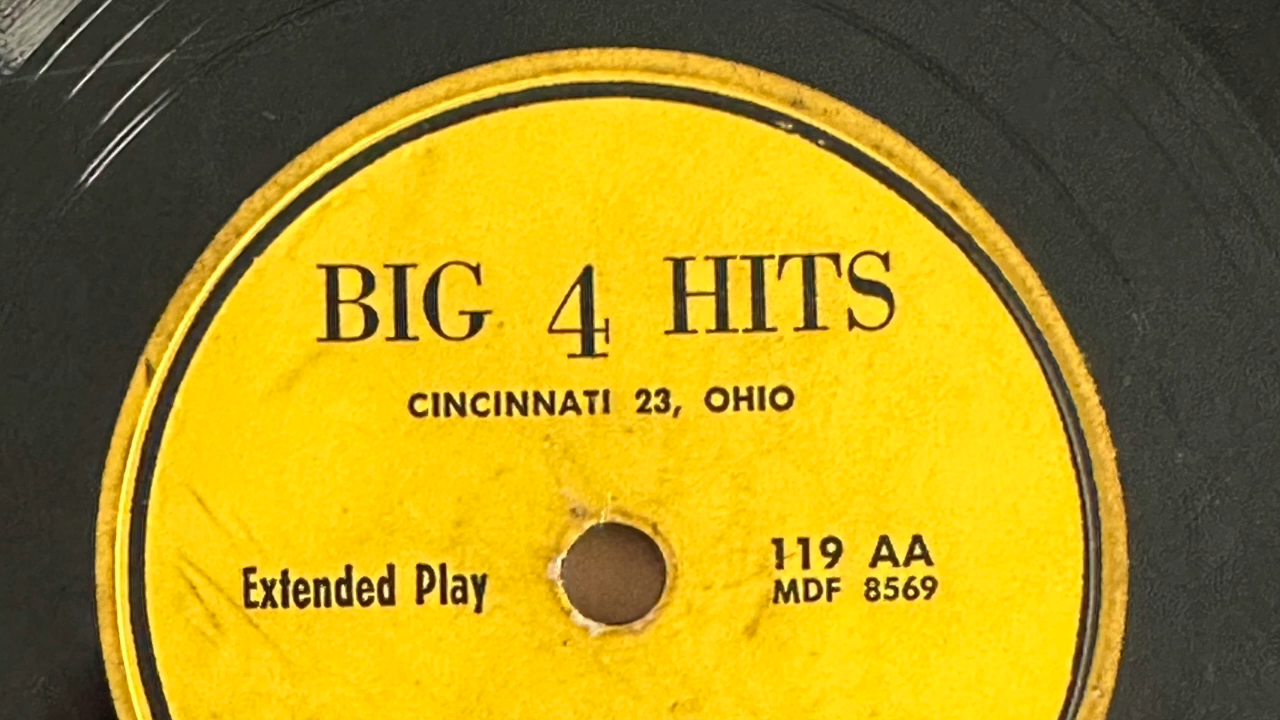 BIG 4 HITS
CINCINNATI 23, OHIO
Extended Play
119 AA
MDF 8569